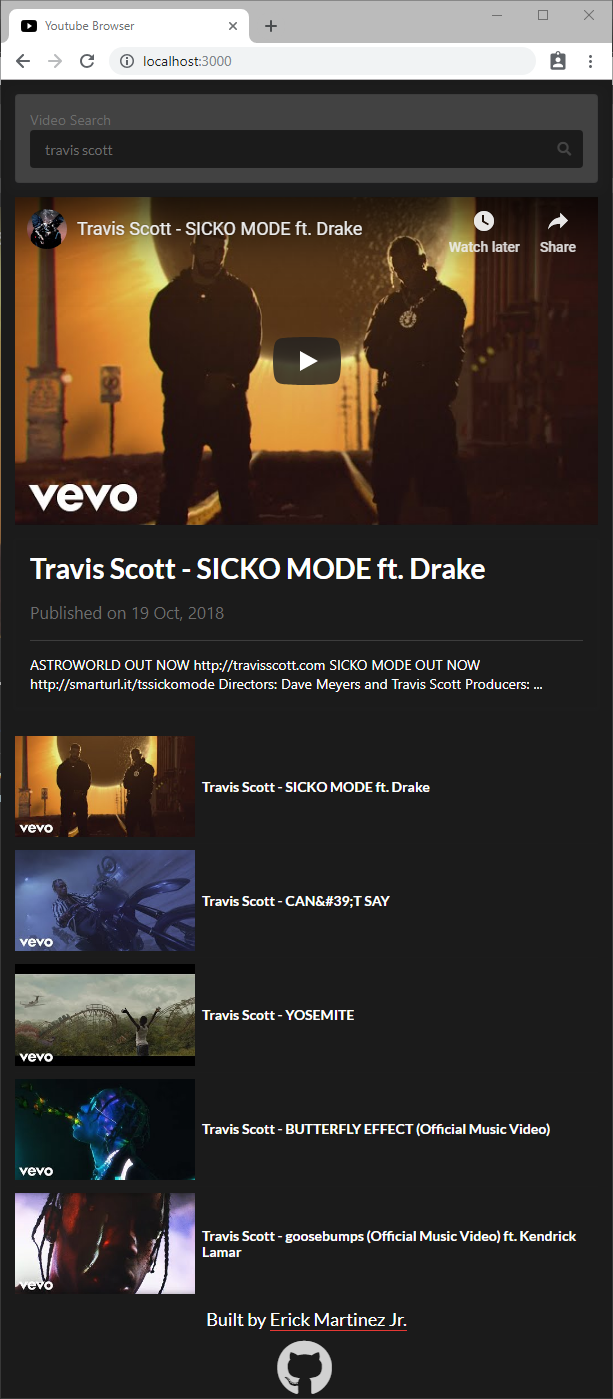 Youtube Browser
localhost:3000
Video Search
travis scott
Travis Scott - SICKO MODE ft. Drake
Watch later
Share
vevo
Travis Scott - SICKO MODE ft. Drake
Published on 19 Oct, 2018
ASTROWORLD OUT NOW http://travisscott.com SICKO MODE OUT NOW
http://smarturl.it/tssickomode Directors: Dave Meyers and Travis Scott Producers: ...
vevo
Travis Scott - SICKO MODE ft. Drake
vevo
Travis Scott - CAN&#39;T SAY
vevo
Travis Scott - YOSEMITE
vevo
Travis Scott - BUTTERFLY EFFECT (Official Music Video)
vevo
Travis Scott - goosebumps (Official Music Video) ft. Kendrick
Lamar
Built by Erick Martinez Jr.